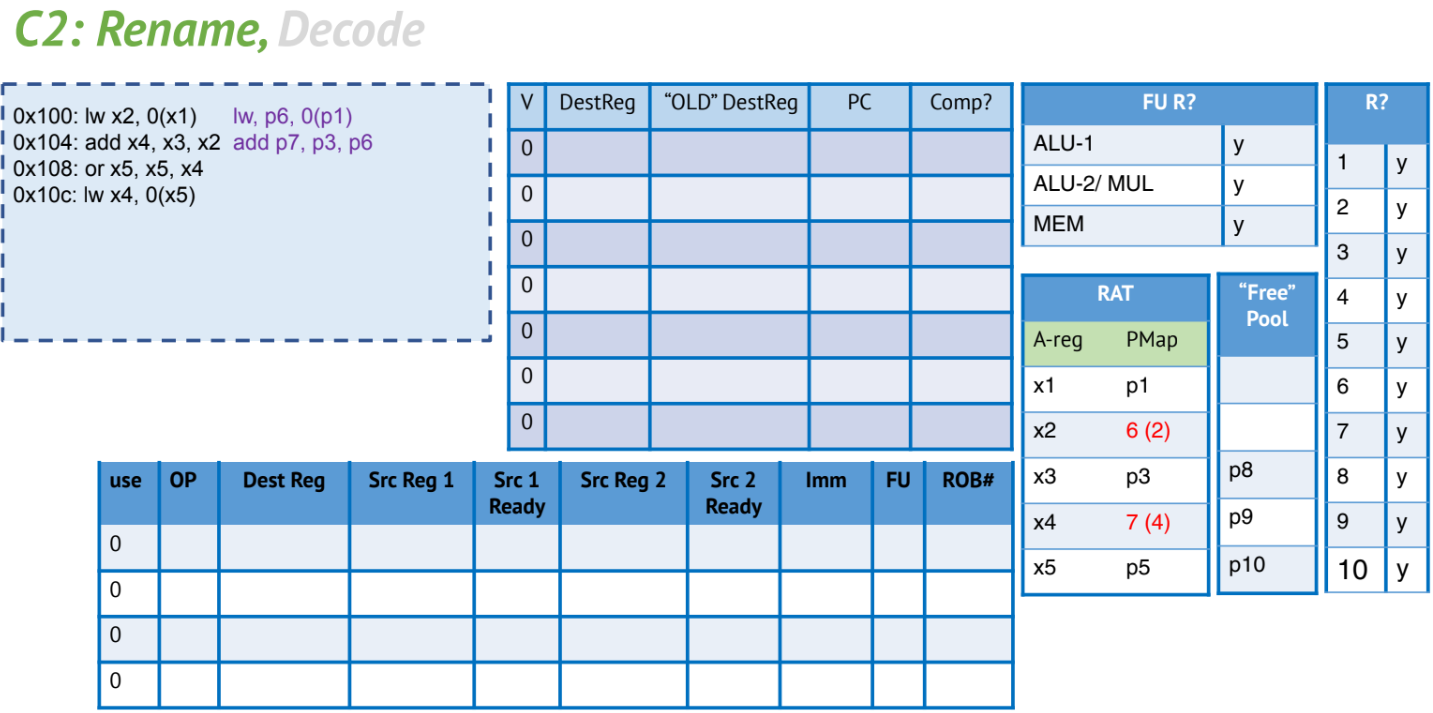 C2: Rename, Decode
0x100: lw x2, 0(x1) lw, p6, 0(p1)
0x104: add x4, x3, x2 add p7, p3, p6
0x108: or x5, x5, x4
0x10c: lw x4, 0(x5)
V DestReg “OLD” DestReg PC Comp?
0
0
0
0
0
0
0
FU R?
ALU-1 y
ALU-2/ MUL y
MEM y
RAT
A-reg PMap
x1 p1
x2 6 (2)
x3 p3
x4 7 (4)
x5 p5
“Free”
Pool
p8
p9
p10
R?
1 y
2 y
3 y
4 y
5 y
6 y
7 y
8 y
9 y
10 y
use OP Dest Reg Src Reg 1 Src 1 Ready Src Reg 2 Src 2 Ready Imm FU ROB#
0
0
0
0